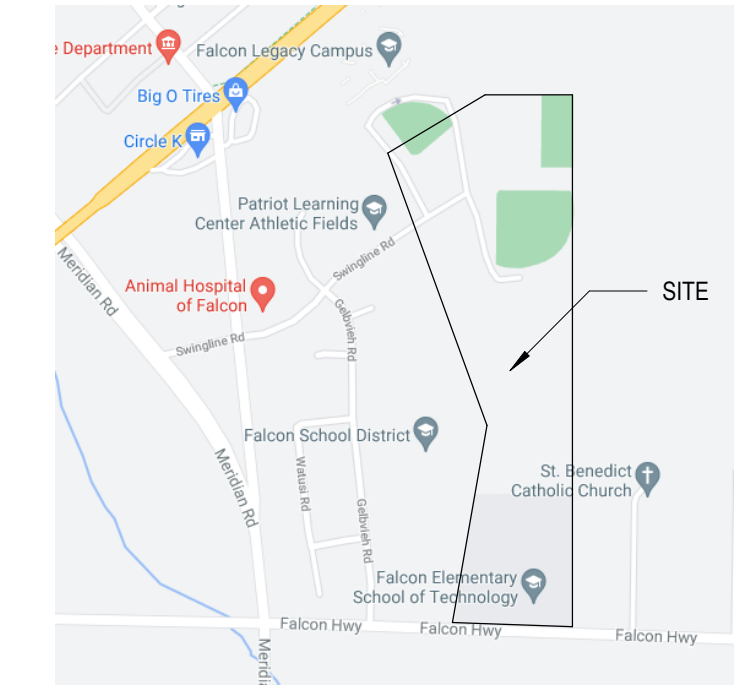 e Department
Falcon Legacy Campus
Big O Tires
Circle K
Patriot Learning
Center Athletic Fields
Swingline Rd
Meridian Rd
Animal Hospital
of Falcon
SITE
Gelbvieh Rd
Swingline Rd
Falcon School District
Meridian Rd
Watusi Rd
St. Benedict
Catholic Church
Gelbvieh Rd
Falcon Elementary
School of Technology
Falcon Hwy
Falcon Hwy
Falcon Hwy
Meridia